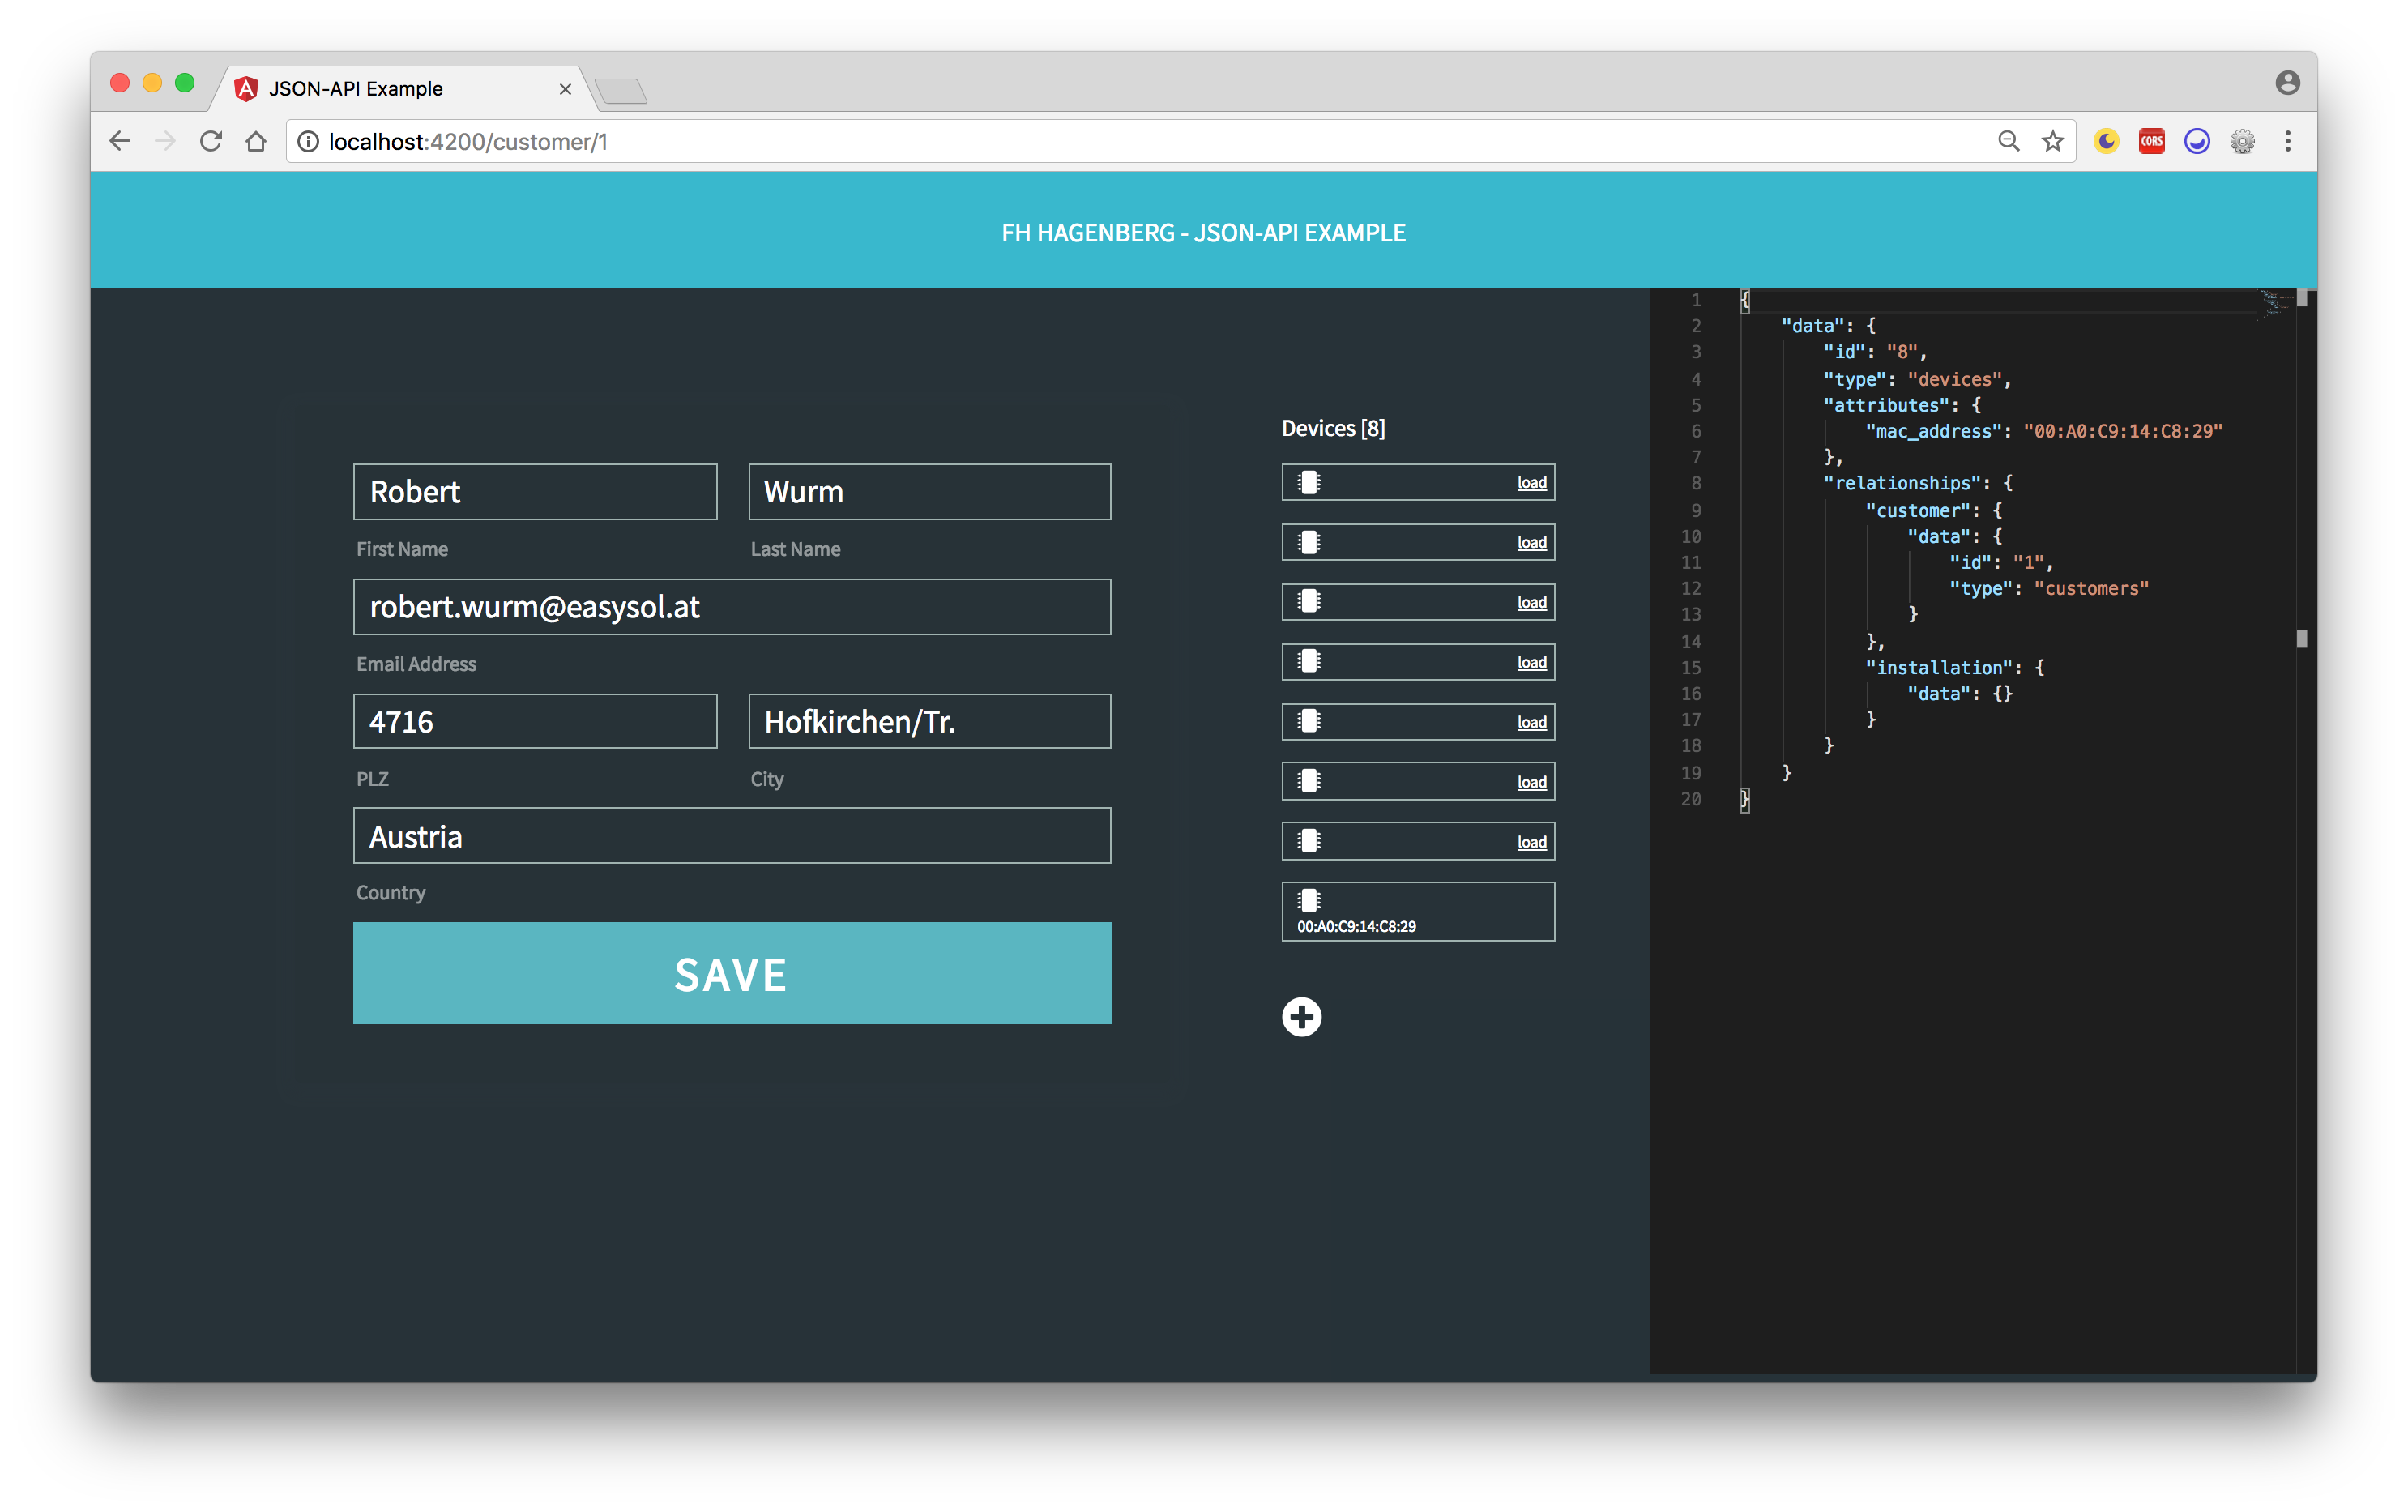 JSON-API Example
localhost:4200/customer/1
CORS
FH HAGENBERG - JSON-API EXAMPLE
Robert
Wurm
First Name
Last Name
robert.wurm@easysol.at
Email Address
4716
Hofkirchen/Tr.
PLZ
City
Austria
Country
SAVE
Devices [8]
load
load
load
load
load
load
load
00:A0:C9:14:C8:29
1 {
2 "data": {
3 "id": "8",
4 "type": "devices",
5 "attributes": {
6 "mac_address": "00:A0:C9:14:C8:29"
7 },
8 "relationships": {
9 "customer": {
10 "data": {
11 "id": "1",
12 "type": "customers"
13 }
14 },
15 "installation": {
16 "data": {}
17 }
18 }
19 }
20 }